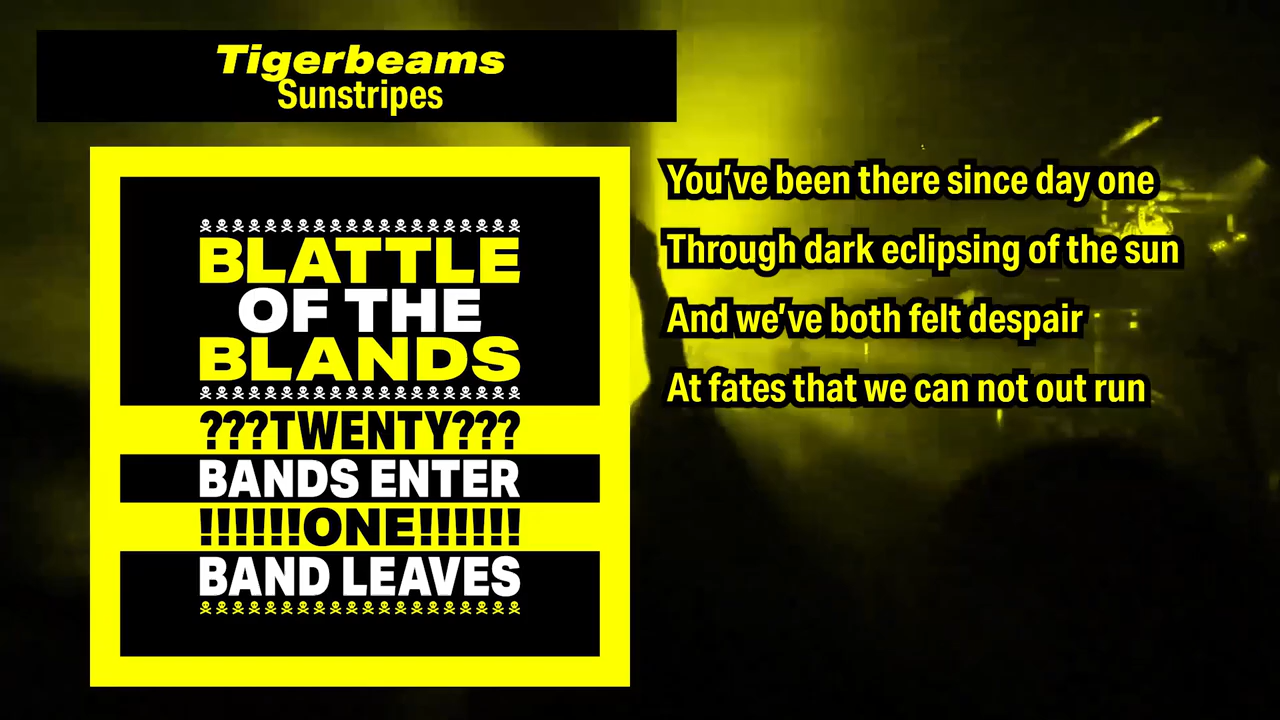 Tigerbeams
Sunstripes
BLATTLE
OF THE
BLANDS
???TWENTY???
BANDS ENTER
!!!!!!ONE!!!!!!
BAND LEAVES
You've been there since day one
Through dark eclipsing of the sun
And we've both felt despair
At fates that we can not out run